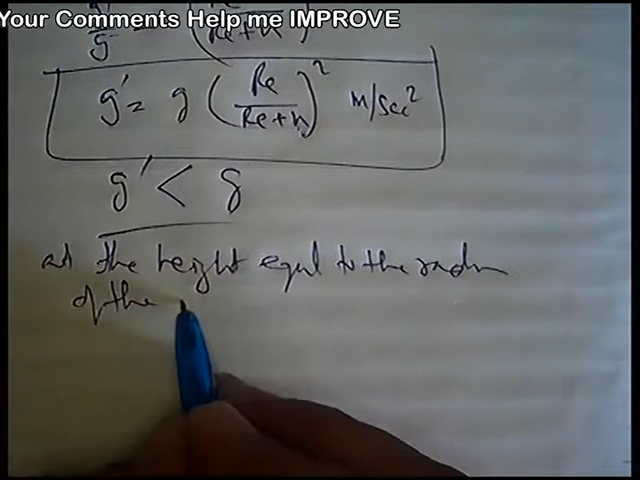 Your Comments Help me IMPROVE
g' = g (Re / Re+h)² m/sec²
g' < g
at the height equal to the radius
of the